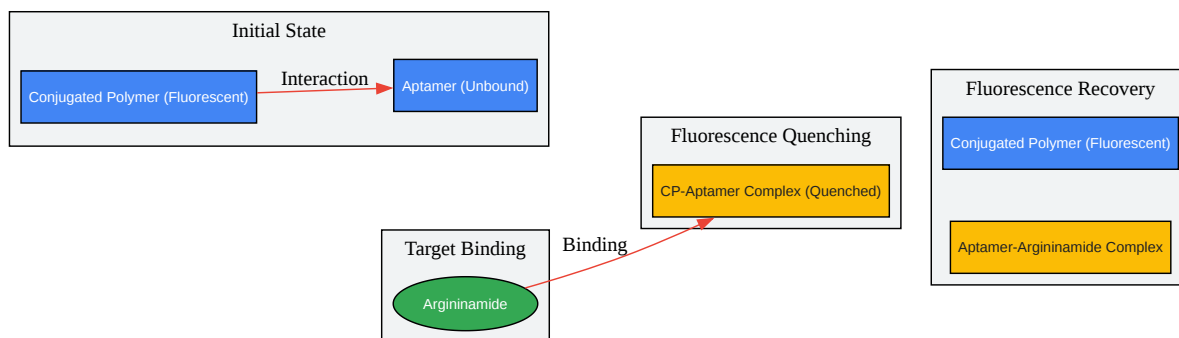 Initial State
Conjugated Polymer (Fluorescent)
Interaction
Aptamer (Unbound)
Target Binding
Argininamide
Binding
Fluorescence Quenching
CP-Aptamer Complex (Quenched)
Fluorescence Recovery
Conjugated Polymer (Fluorescent)
Aptamer-Argininamide Complex